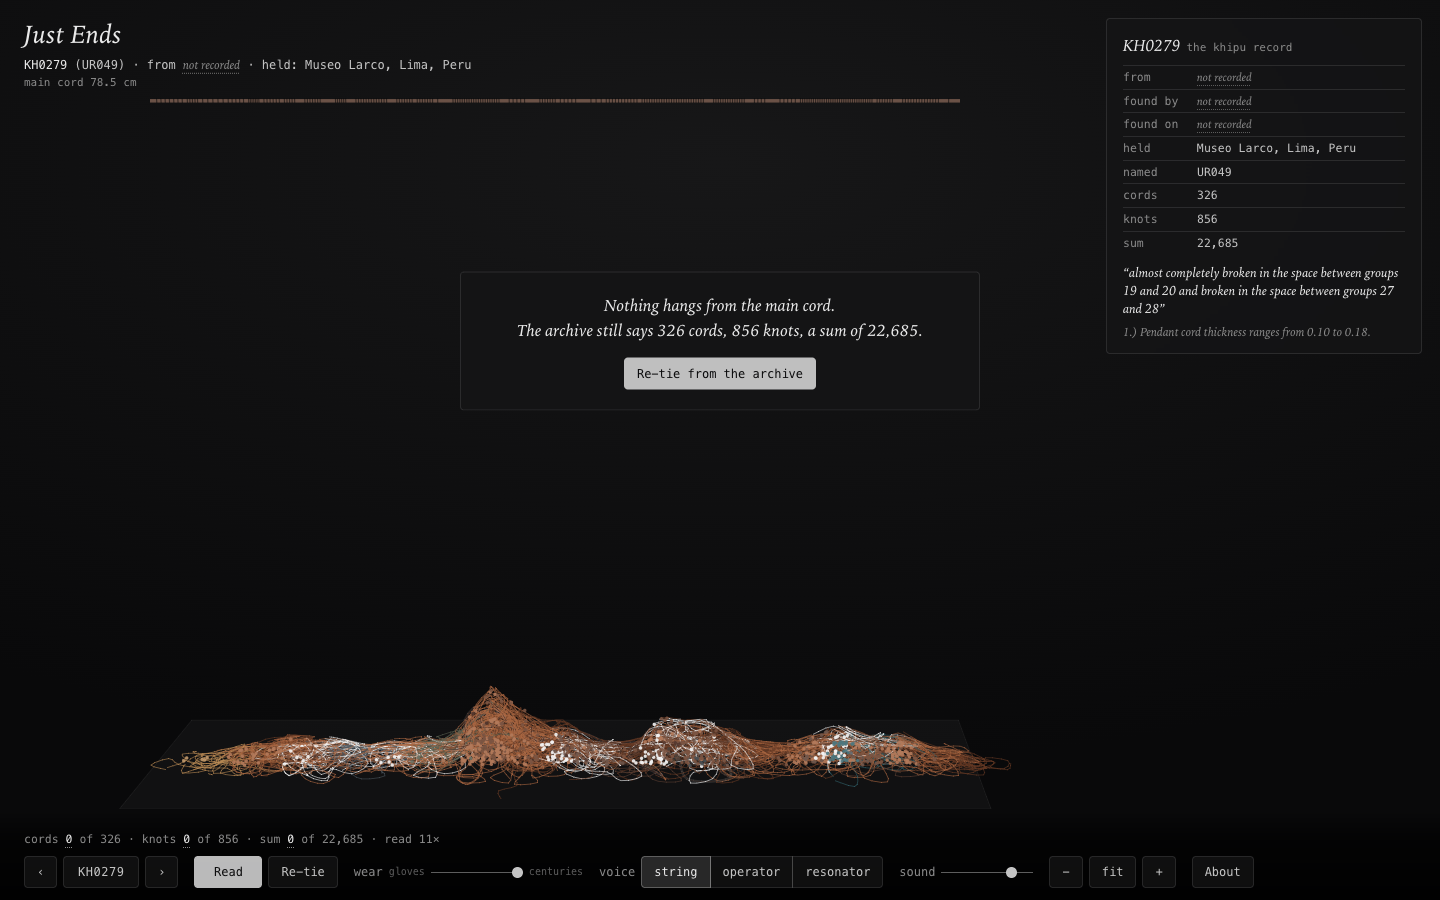 Just Ends
KH0279 (UR049) · from not recorded · held: Museo Larco, Lima, Peru
main cord 78.5 cm
KH0279 the khipu record
from not recorded
found by not recorded
found on not recorded
held Museo Larco, Lima, Peru
named UR049
cords 326
knots 856
sum 22,685
“almost completely broken in the space between groups
19 and 20 and broken in the space between groups 27
and 28”
1.) Pendant cord thickness ranges from 0.10 to 0.18.
Nothing hangs from the main cord.
The archive still says 326 cords, 856 knots, a sum of 22,685.
Re-tie from the archive
cords 0 of 326 · knots 0 of 856 · sum 0 of 22,685 · read 11×
‹ KH0279 › Read Re-tie wear gloves centuries voice string operator resonator sound − fit + About